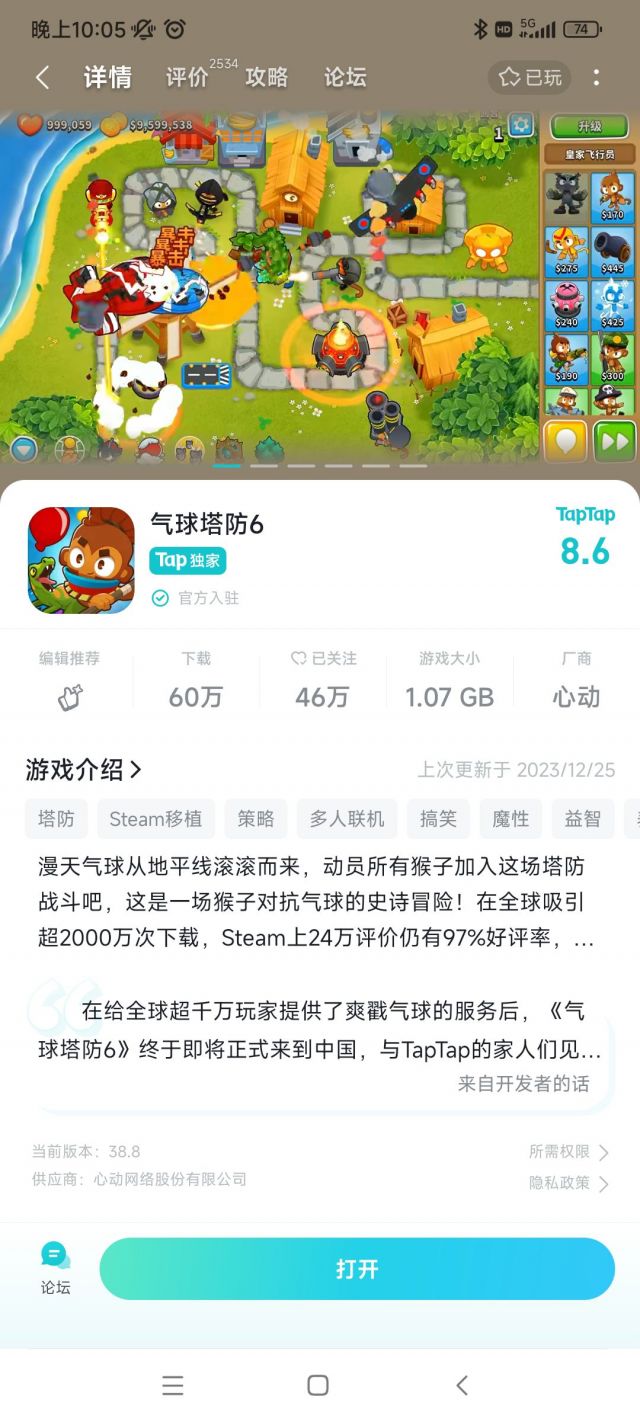 晚上10:05
HD 5G 74
详情 评价 2534 攻略 论坛 已玩
999,059 $9,599,538
1
升级
皇家飞行员
$170
$275 $445
$240 $425
$190 $300
暴击
暴击
暴击
气球塔防6
Tap 独家
官方入驻
TapTap
8.6
编辑推荐 下载 已关注 游戏大小 厂商
60万 46万 1.07 GB 心动
游戏介绍
上次更新于 2023/12/25
塔防 Steam移植 策略 多人联机 搞笑 魔性 益智
漫天气球从地平线滚滚而来，动员所有猴子加入这场塔防
战斗吧，这是一场猴子对抗气球的史诗冒险！在全球吸引
超2000万次下载，Steam上24万评价仍有97%好评率，...
在给全球超千万玩家提供了爽戳气球的服务后，《气
球塔防6》终于即将正式来到中国，与TapTap的家人们见...
来自开发者的话
当前版本：38.8
所需权限
供应商：心动网络股份有限公司
隐私政策
论坛
打开